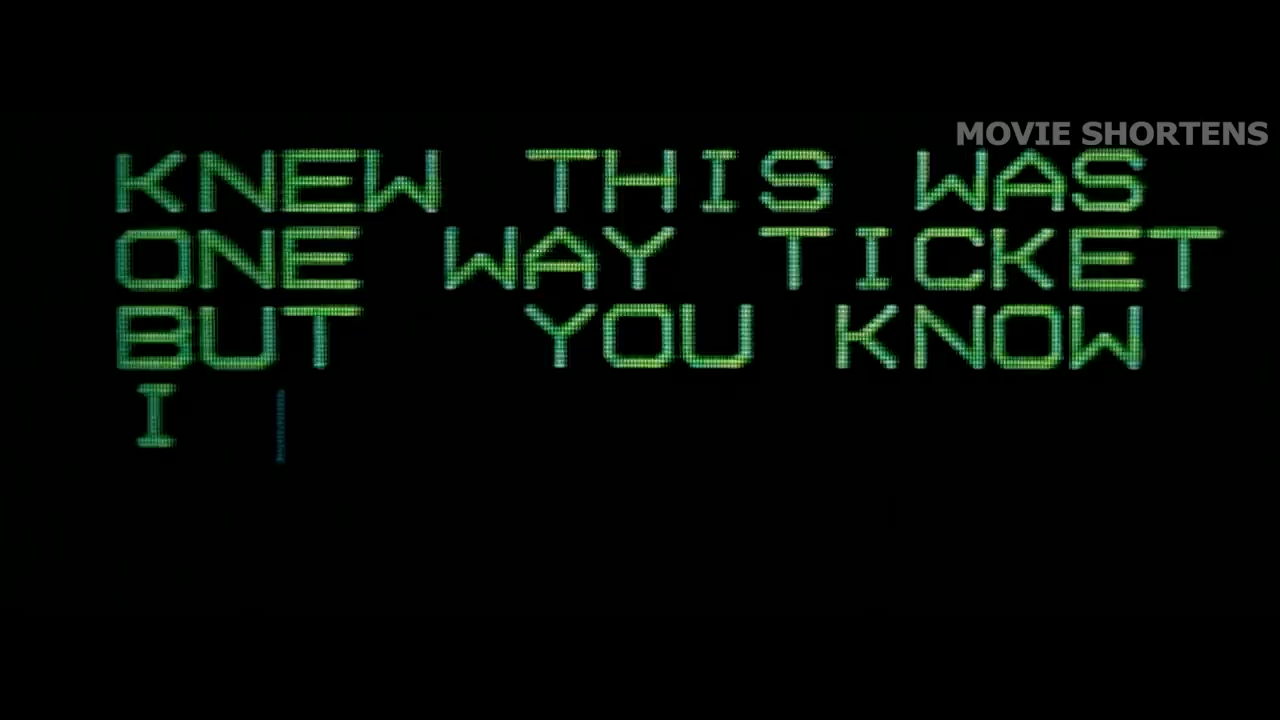 MOVIE SHORTENS
KNEW THIS WAS
ONE WAY TICKET
BUT YOU KNOW
I